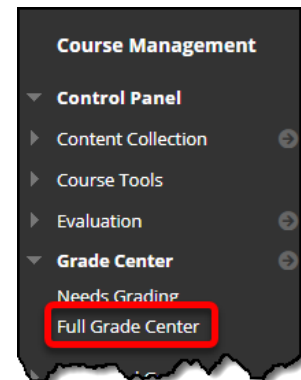 Course Management
Control Panel
Content Collection
Course Tools
Evaluation
Grade Center
Needs Grading
Full Grade Center